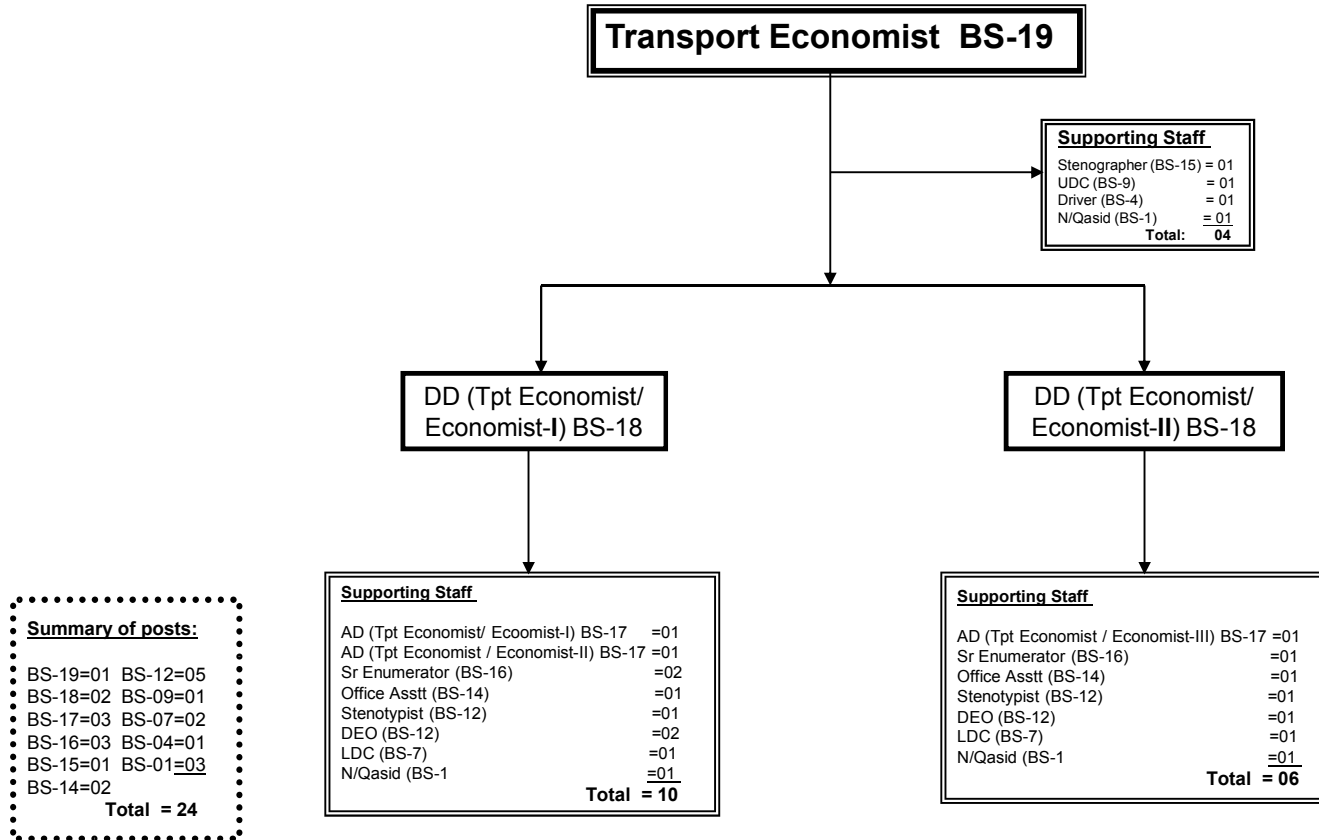 Transport Economist BS-19
Supporting Staff
Stenographer (BS-15) = 01
UDC (BS-9) = 01
Driver (BS-4) = 01
N/Qasid (BS-1) = 01
Total: 04
DD (Tpt Economist/
Economist-I) BS-18
DD (Tpt Economist/
Economist-II) BS-18
Supporting Staff
AD (Tpt Economist/ Ecoomist-I) BS-17 =01
AD (Tpt Economist / Economist-II) BS-17 =01
Sr Enumerator (BS-16) =02
Office Asstt (BS-14) =01
Stenotypist (BS-12) =01
DEO (BS-12) =02
LDC (BS-7) =01
N/Qasid (BS-1 =01
Total = 10
Supporting Staff
AD (Tpt Economist / Economist-III) BS-17 =01
Sr Enumerator (BS-16) =01
Office Asstt (BS-14) =01
Stenotypist (BS-12) =01
DEO (BS-12) =01
LDC (BS-7) =01
N/Qasid (BS-1 =01
Total = 06
Summary of posts:
BS-19=01 BS-12=05
BS-18=02 BS-09=01
BS-17=03 BS-07=02
BS-16=03 BS-04=01
BS-15=01 BS-01=03
BS-14=02
Total = 24